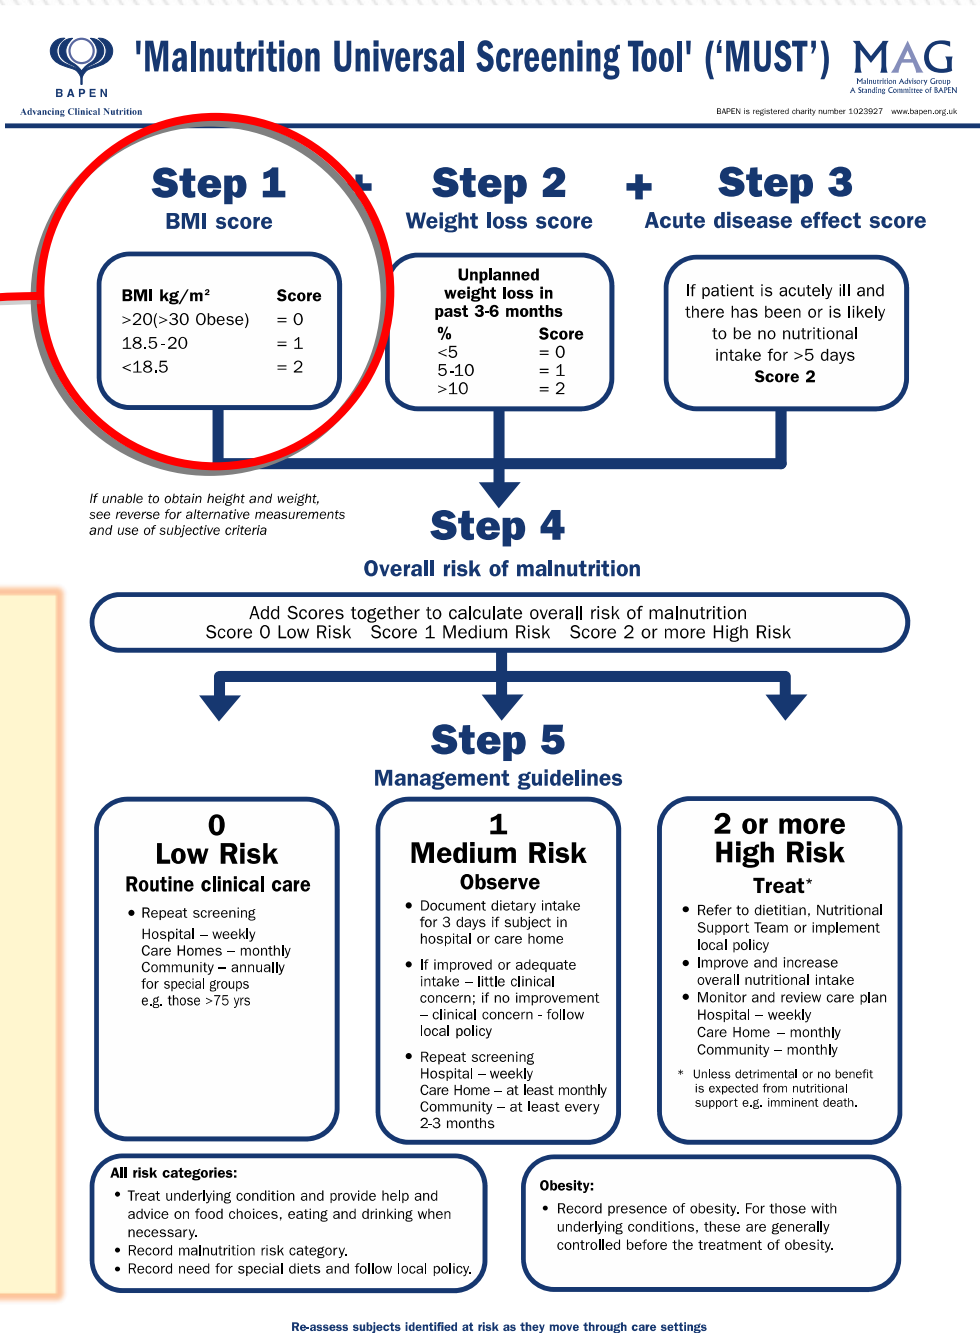 'Malnutrition Universal Screening Tool' ('MUST')
BAPEN
Advancing Clinical Nutrition
MAG
Malnutrition Advisory Group
A Standing Committee of BAPEN
BAPEN is registered charity number 1023927 www.bapen.org.uk
Step 1 + Step 2 + Step 3
BMI score
Weight loss score
Acute disease effect score
BMI kg/m² Score
>20(>30 Obese) = 0
18.5-20 = 1
<18.5 = 2
Unplanned
weight loss in
past 3-6 months
% Score
<5 = 0
5-10 = 1
>10 = 2
If patient is acutely ill and
there has been or is likely
to be no nutritional
intake for >5 days
Score 2
If unable to obtain height and weight,
see reverse for alternative measurements
and use of subjective criteria
Step 4
Overall risk of malnutrition
Add Scores together to calculate overall risk of malnutrition
Score 0 Low Risk Score 1 Medium Risk Score 2 or more High Risk
Step 5
Management guidelines
0
Low Risk
Routine clinical care
• Repeat screening
Hospital – weekly
Care Homes – monthly
Community – annually
for special groups
e.g. those >75 yrs
1
Medium Risk
Observe
• Document dietary intake
for 3 days if subject in
hospital or care home
• If improved or adequate
intake – little clinical
concern; if no improvement
– clinical concern - follow
local policy
• Repeat screening
Hospital – weekly
Care Home – at least monthly
Community – at least every
2-3 months
2 or more
High Risk
Treat*
• Refer to dietitian, Nutritional
Support Team or implement
local policy
• Improve and increase
overall nutritional intake
• Monitor and review care plan
Hospital – weekly
Care Home – monthly
Community – monthly
* Unless detrimental or no benefit
is expected from nutritional
support e.g. imminent death.
All risk categories:
• Treat underlying condition and provide help and
advice on food choices, eating and drinking when
necessary.
• Record malnutrition risk category.
• Record need for special diets and follow local policy.
Obesity:
• Record presence of obesity. For those with
underlying conditions, these are generally
controlled before the treatment of obesity.
Re-assess subjects identified at risk as they move through care settings